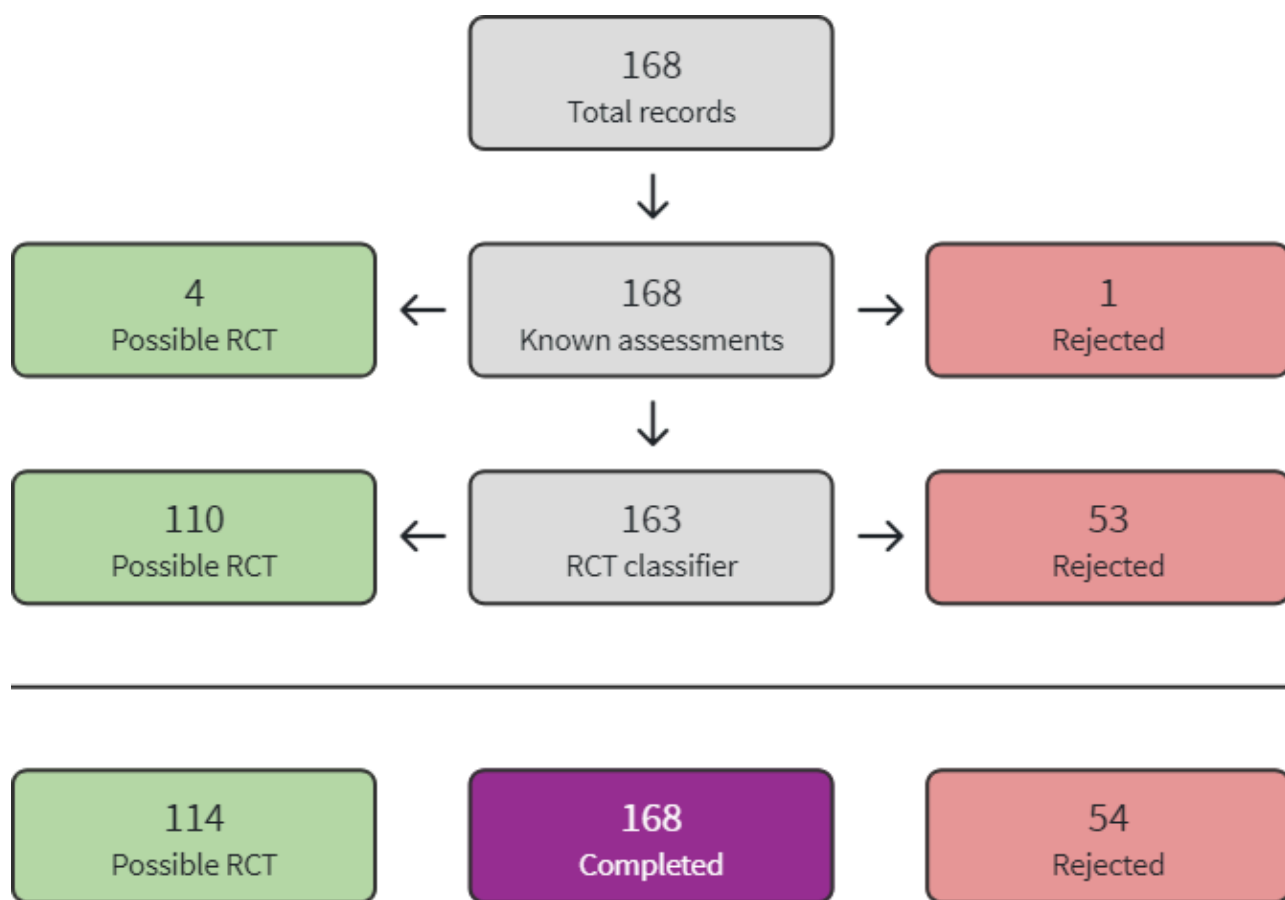 168
Total records
4
Possible RCT
168
Known assessments
1
Rejected
110
Possible RCT
163
RCT classifier
53
Rejected
114
Possible RCT
168
Completed
54
Rejected